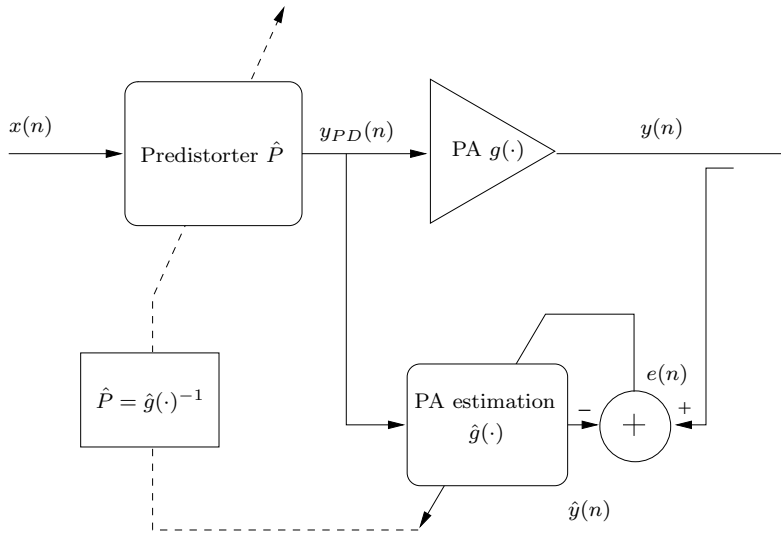 x(n)
Predistorter P̂
y_{PD}(n)
PA g(·)
y(n)
P̂ = ĝ(·)^{-1}
PA estimation
ĝ(·)
−
+
e(n)
+
ŷ(n)